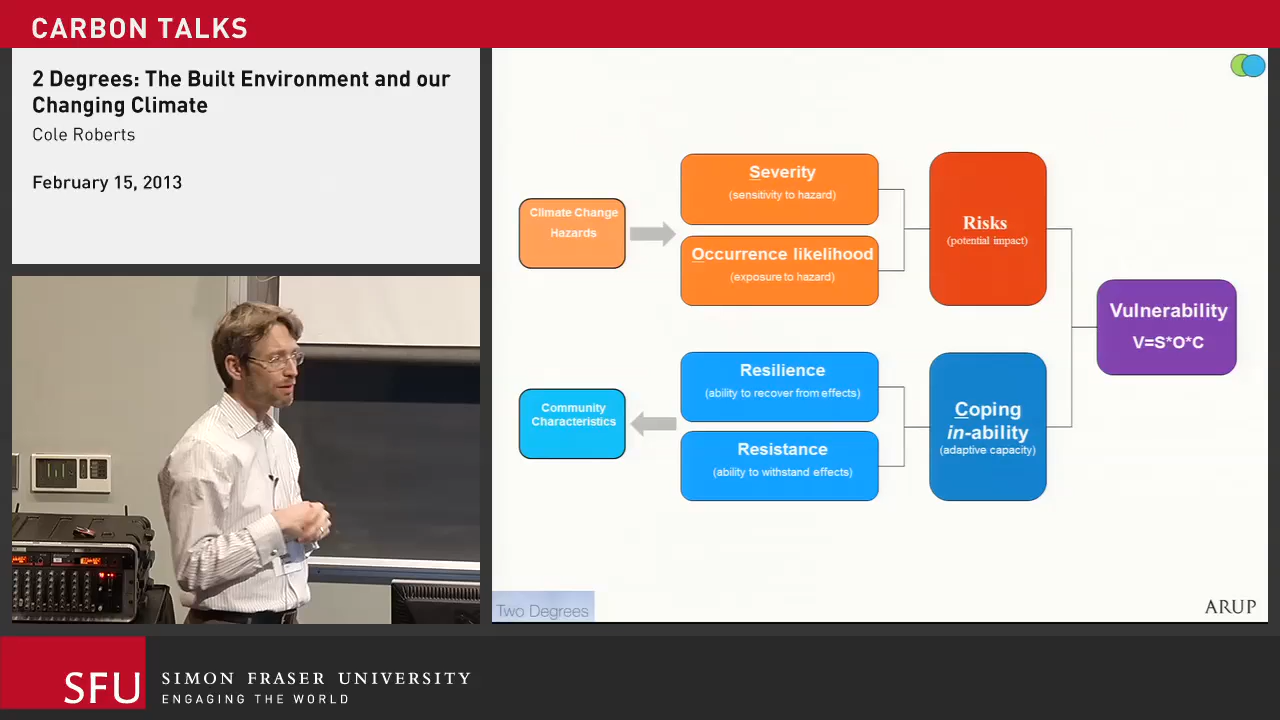 CARBON TALKS
2 Degrees: The Built Environment and our
Changing Climate
Cole Roberts
February 15, 2013
Climate Change
Hazards
Severity
(sensitivity to hazard)
Occurrence likelihood
(exposure to hazard)
Risks
(potential impact)
Vulnerability
V=S*O*C
Community
Characteristics
Resilience
(ability to recover from effects)
Resistance
(ability to withstand effects)
Coping
in-ability
(adaptive capacity)
Two Degrees
ARUP
SFU
SIMON FRASER UNIVERSITY
ENGAGING THE WORLD